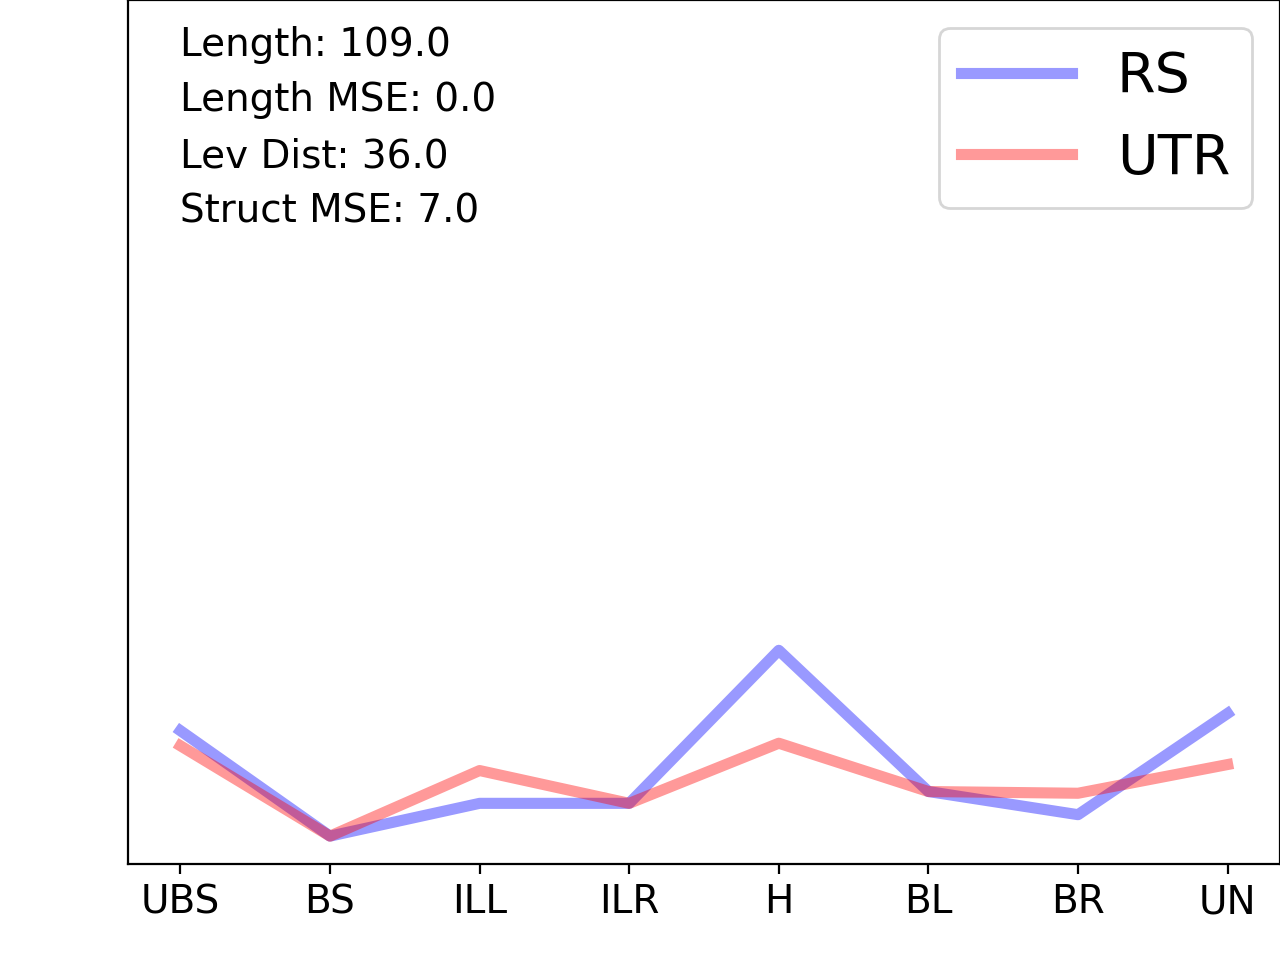 Length: 109.0
Length MSE: 0.0
Lev Dist: 36.0
Struct MSE: 7.0
RS
UTR
UBS BS ILL ILR H BL BR UN